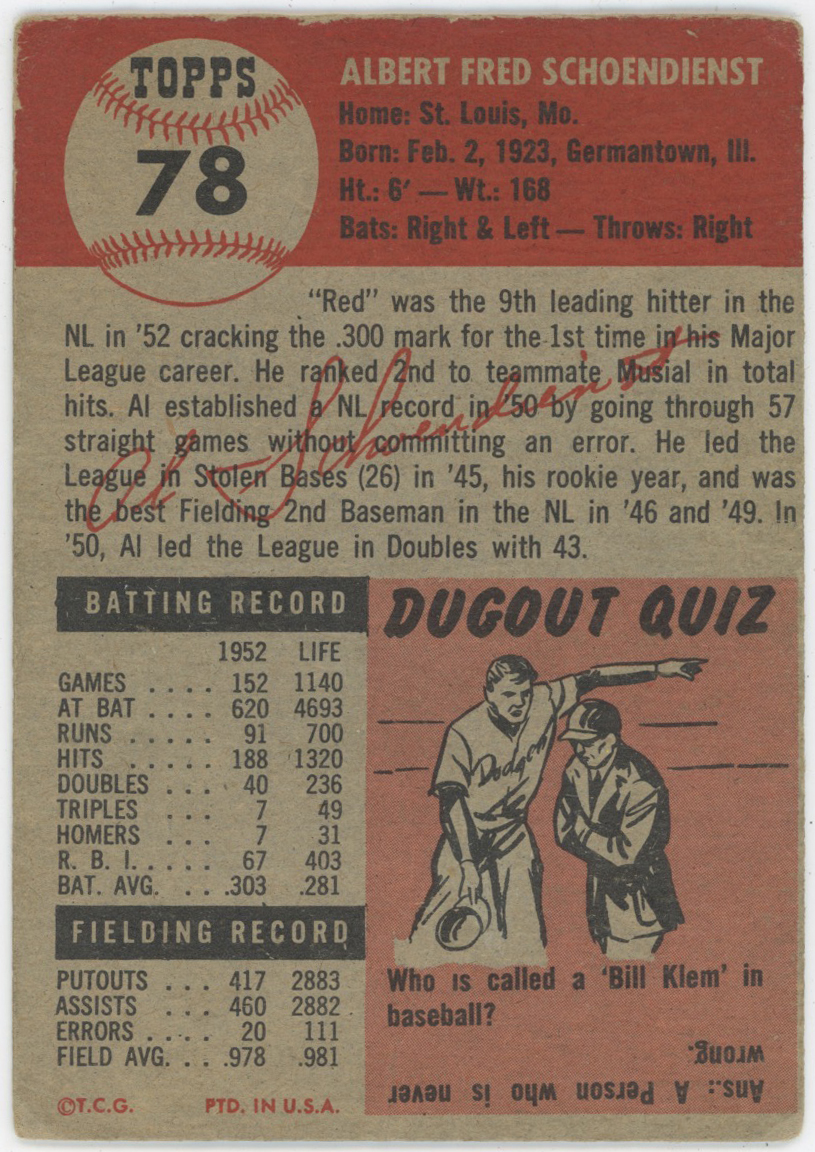 TOPPS
78
ALBERT FRED SCHOENDIENST
Home: St. Louis, Mo.
Born: Feb. 2, 1923, Germantown, Ill.
Ht.: 6' — Wt.: 168
Bats: Right & Left — Throws: Right
"Red" was the 9th leading hitter in the
NL in '52 cracking the .300 mark for the 1st time in his Major
League career. He ranked 2nd to teammate Musial in total
hits. Al established a NL record in '50 by going through 57
straight games without committing an error. He led the
League in Stolen Bases (26) in '45, his rookie year, and was
the best Fielding 2nd Baseman in the NL in '46 and '49. In
'50, Al led the League in Doubles with 43.
Al Schoendienst
BATTING RECORD
1952 LIFE
GAMES .... 152 1140
AT BAT .... 620 4693
RUNS ..... 91 700
HITS ..... 188 1320
DOUBLES ... 40 236
TRIPLES ... 7 49
HOMERS ... 7 31
R. B. I. .... 67 403
BAT. AVG. ... .303 .281
FIELDING RECORD
PUTOUTS ... 417 2883
ASSISTS ... 460 2882
ERRORS .... 20 111
FIELD AVG. ... .978 .981
©T.C.G. PTD. IN U.S.A.
DUGOUT QUIZ
Dodgers
Who is called a 'Bill Klem' in
baseball?
Ans.: A Person who is never
wrong.